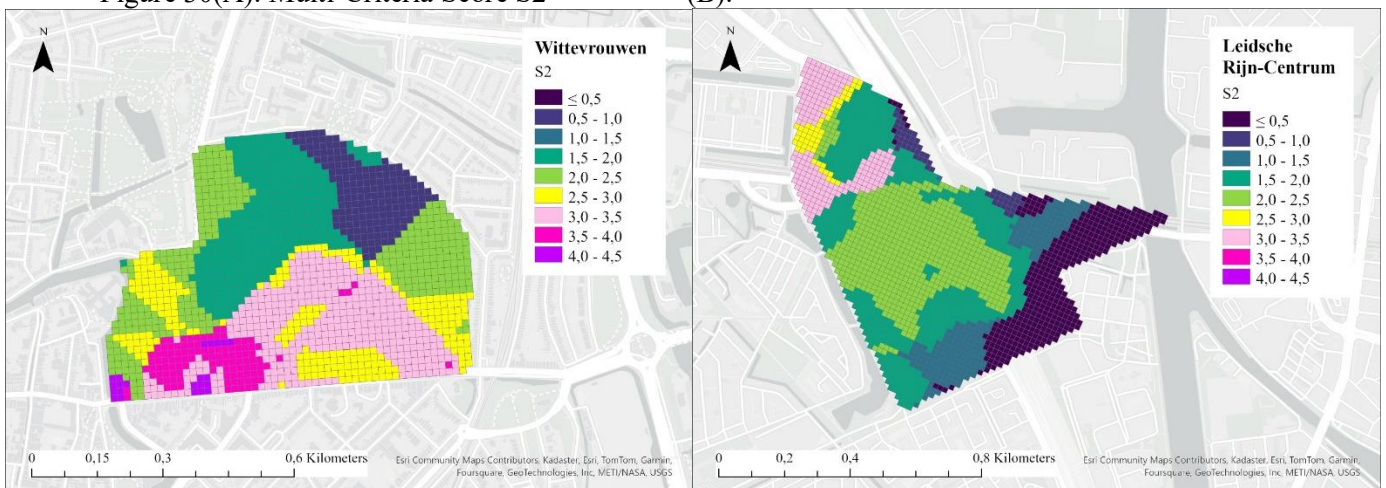 Figure 30(A). Multi-Criteria Score S2 (B).
N
Wittevrouwen
S2
≤ 0,5
0,5 - 1,0
1,0 - 1,5
1,5 - 2,0
2,0 - 2,5
2,5 - 3,0
3,0 - 3,5
3,5 - 4,0
4,0 - 4,5
0 0,15 0,3 0,6 Kilometers
Esri Community Maps Contributors, Kadaster, Esri, TomTom, Garmin,
Foursquare, GeoTechnologies, Inc, METI/NASA, USGS
N
Leidsche
Rijn-Centrum
S2
≤ 0,5
0,5 - 1,0
1,0 - 1,5
1,5 - 2,0
2,0 - 2,5
2,5 - 3,0
3,0 - 3,5
3,5 - 4,0
4,0 - 4,5
0 0,2 0,4 0,8 Kilometers
Esri Community Maps Contributors, Kadaster, Esri, TomTom, Garmin,
Foursquare, GeoTechnologies, Inc, METI/NASA, USGS